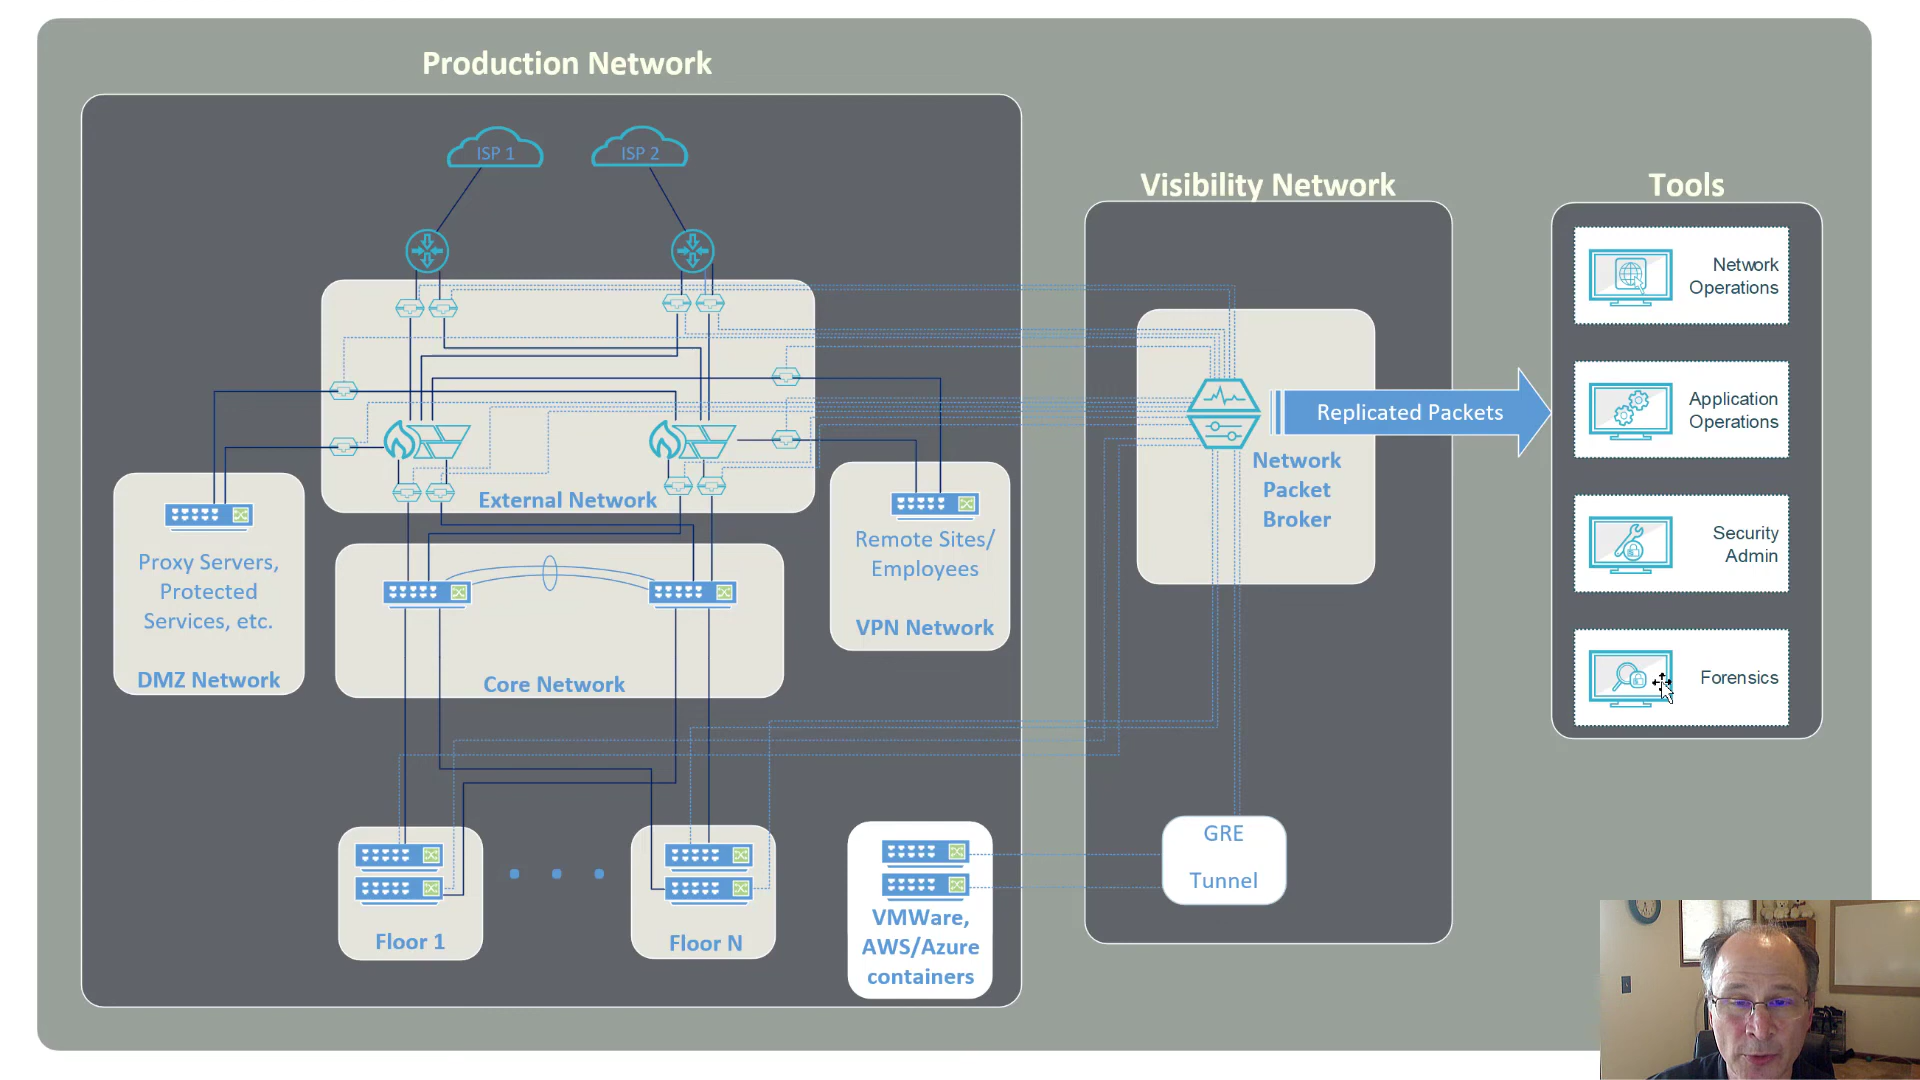 Production Network
ISP 1
ISP 2
Visibility Network
Tools
Network
Operations
Replicated Packets
Application
Operations
Network
Packet
Broker
External Network
Proxy Servers,
Protected
Services, etc.
DMZ Network
Remote Sites/
Employees
VPN Network
Security
Admin
Core Network
Forensics
GRE
Tunnel
Floor 1
Floor N
VMWare,
AWS/Azure
containers